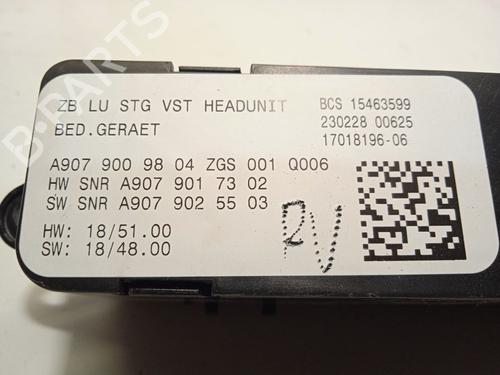 ZB LU STG VST HEADUNIT
BED.GERAET
BCS 15463599
230228 00625
17018196-06
A907 900 98 04 ZGS 001 Q006
HW SNR A907 901 73 02
SW SNR A907 902 55 03
HW: 18/51.00
SW: 18/48.00
RV
B-PARTS